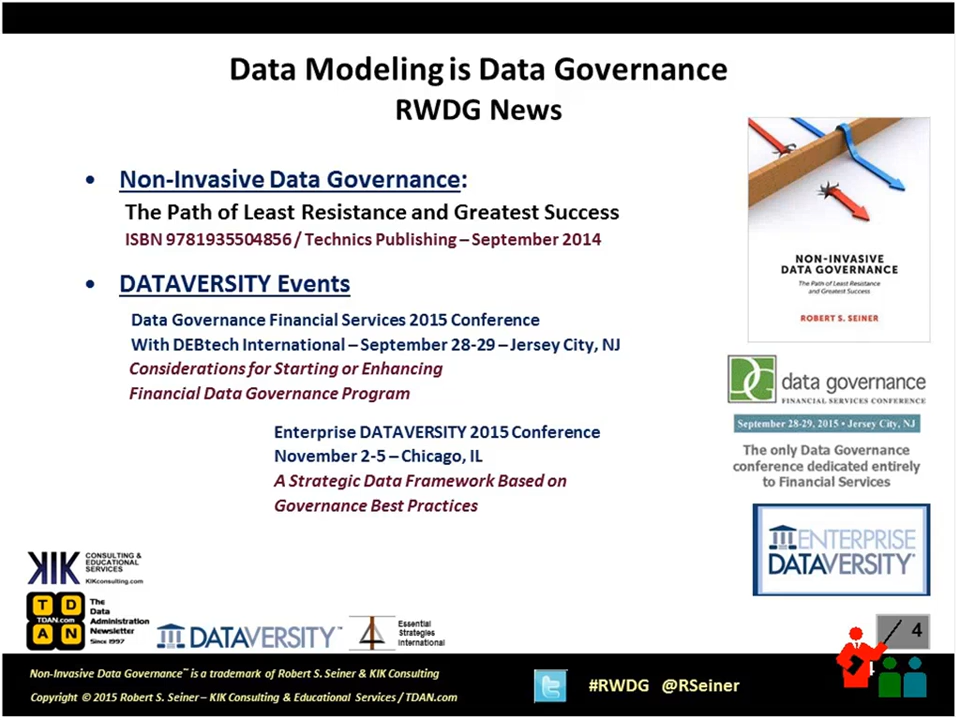 Data Modeling is Data Governance
RWDG News
• Non-Invasive Data Governance:
The Path of Least Resistance and Greatest Success
ISBN 9781935504856 / Technics Publishing – September 2014
• DATAVERSITY Events
Data Governance Financial Services 2015 Conference
With DEBtech International – September 28-29 – Jersey City, NJ
Considerations for Starting or Enhancing
Financial Data Governance Program
Enterprise DATAVERSITY 2015 Conference
November 2-5 – Chicago, IL
A Strategic Data Framework Based on
Governance Best Practices
NON-INVASIVE
DATA GOVERNANCE
The Path of Least Resistance
and Greatest Success
ROBERT S. SEINER
DG data governance
FINANCIAL SERVICES CONFERENCE
September 28-29, 2015 • Jersey City, NJ
The only Data Governance
conference dedicated entirely
to Financial Services
ENTERPRISE
DATAVERSITY
KIK CONSULTING &
EDUCATIONAL
SERVICES
KIKconsulting.com
T D
TDAN.com
A N
The
Data
Administration
Newsletter
Since 1997
DATAVERSITY™
Essential
Strategies
International
4
4
Non-Invasive Data Governance™ is a trademark of Robert S. Seiner & KIK Consulting
Copyright © 2015 Robert S. Seiner – KIK Consulting & Educational Services / TDAN.com
#RWDG @RSeiner